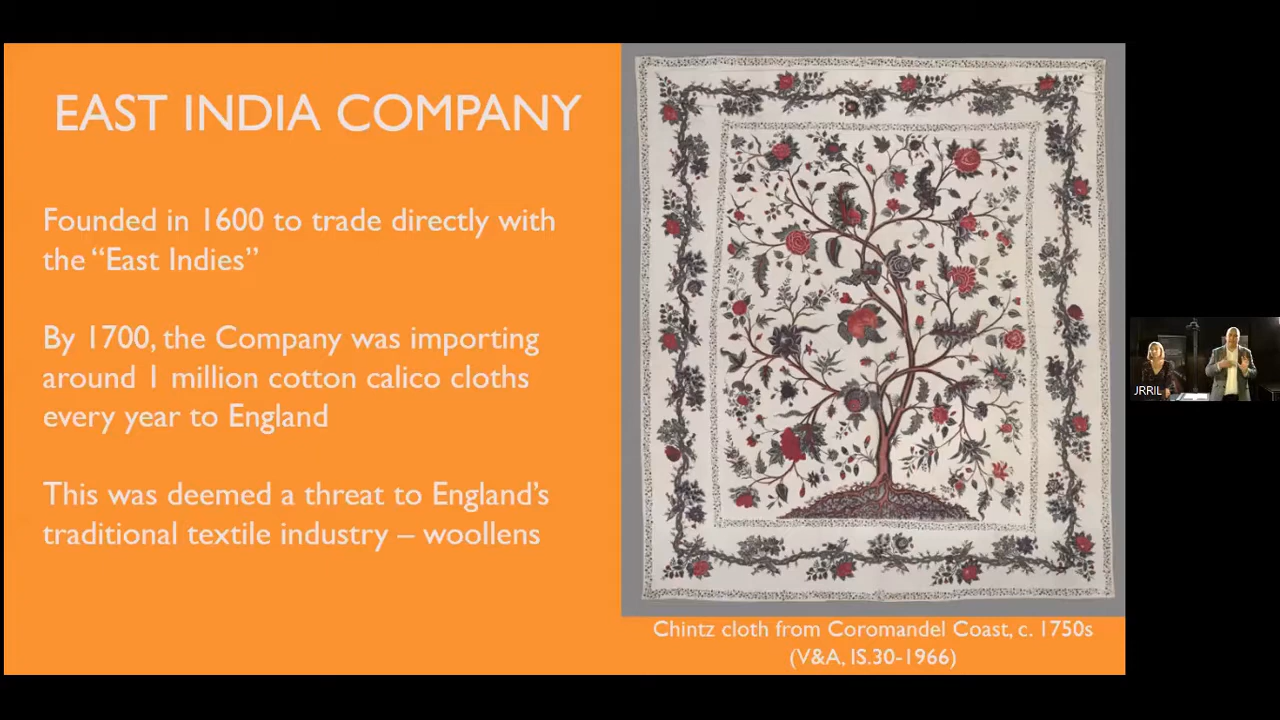 EAST INDIA COMPANY
Founded in 1600 to trade directly with
the “East Indies”
By 1700, the Company was importing
around 1 million cotton calico cloths
every year to England
This was deemed a threat to England’s
traditional textile industry – woollens
Chintz cloth from Coromandel Coast, c. 1750s
(V&A, IS.30-1966)
JRRIL